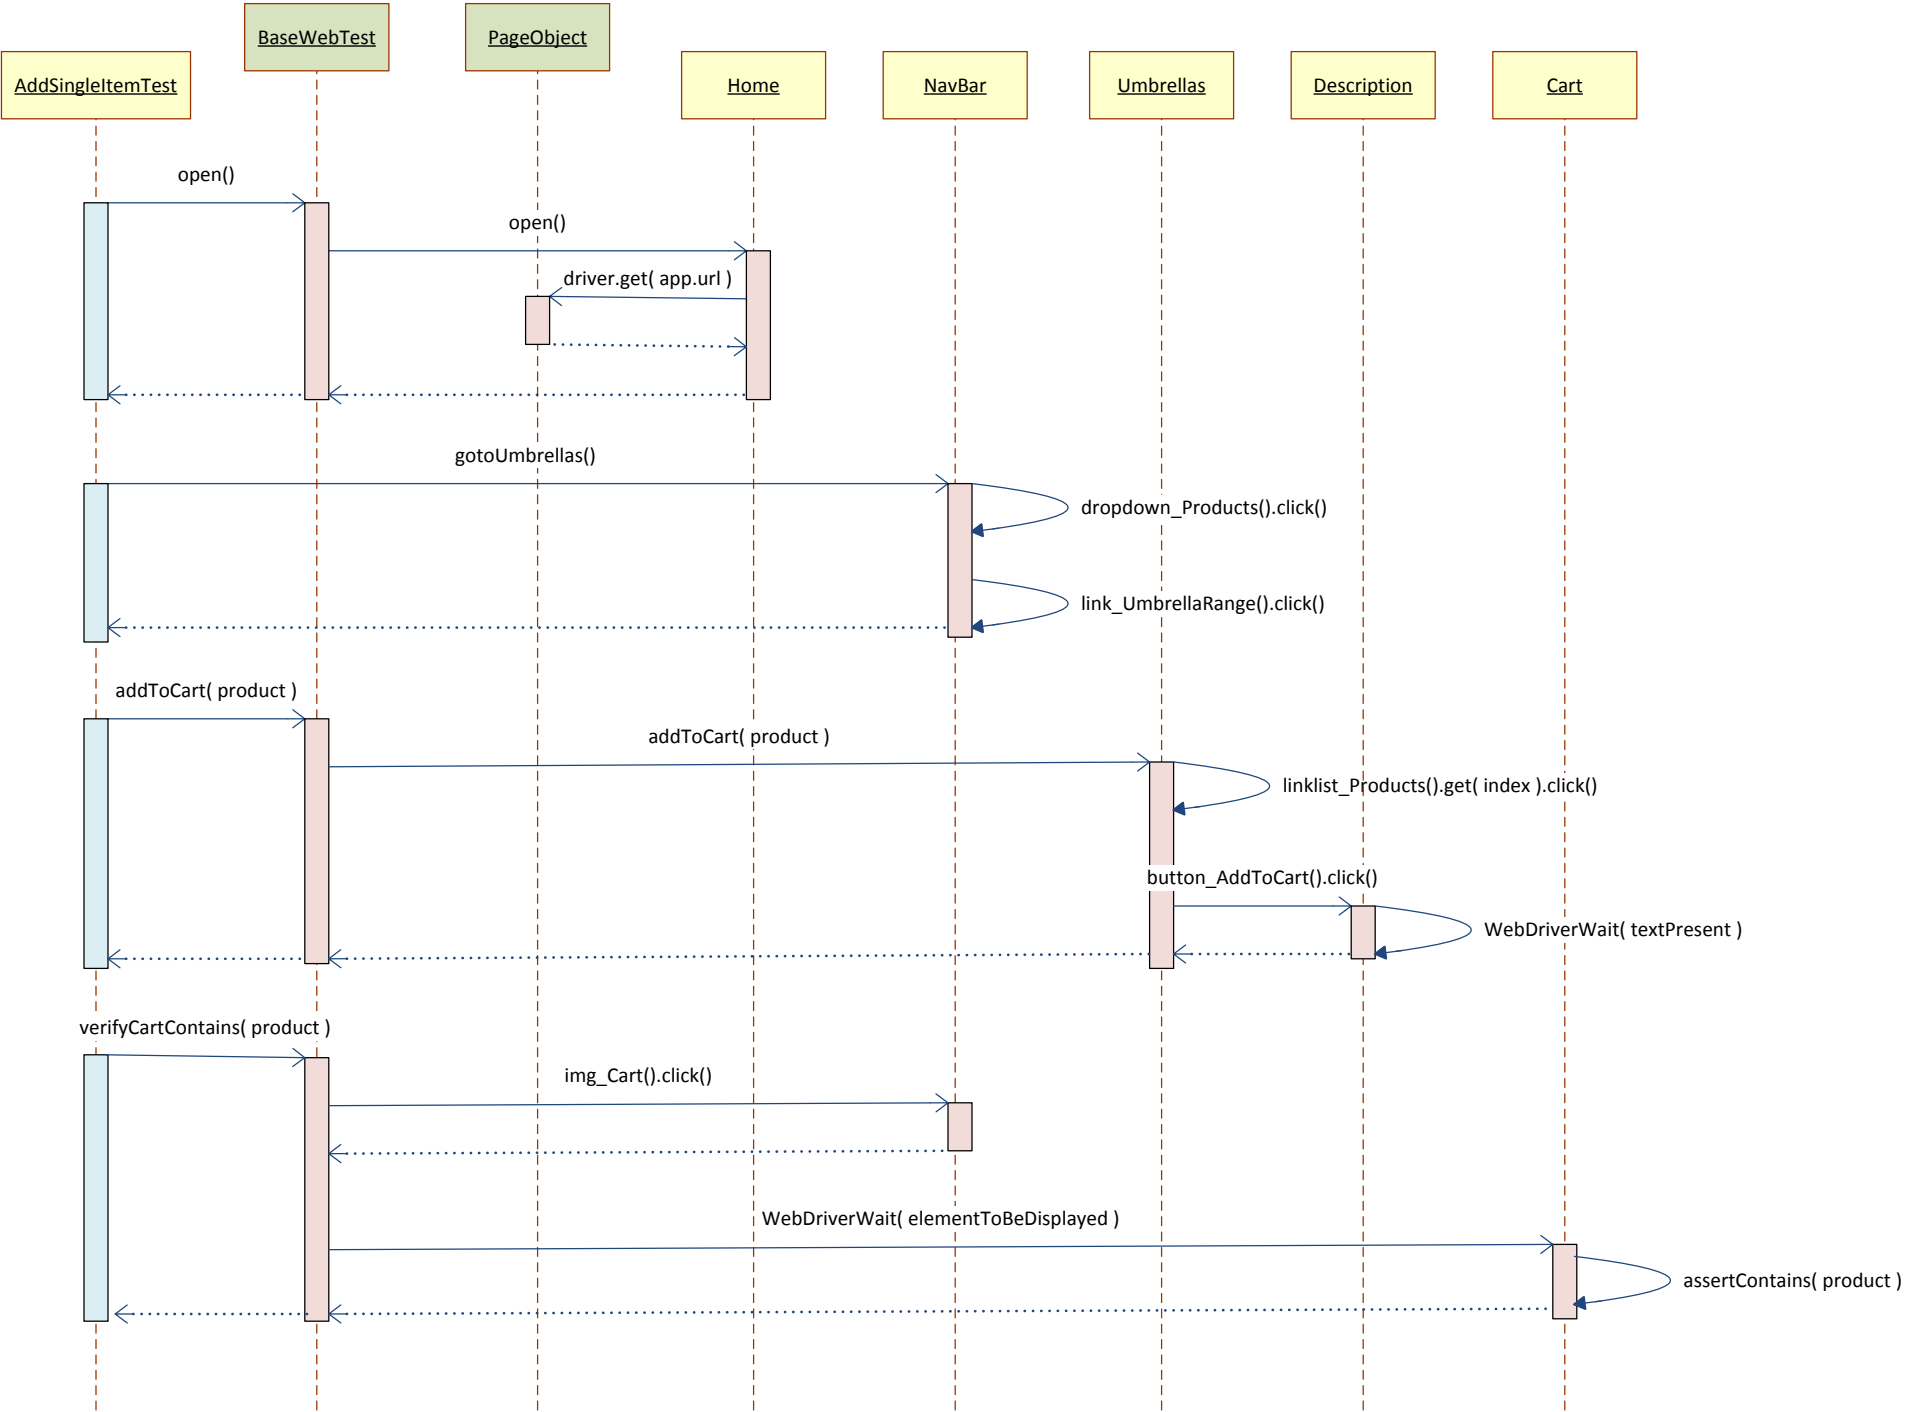 BaseWebTest
PageObject
AddSingleItemTest
Home
NavBar
Umbrellas
Description
Cart
open()
open()
driver.get( app.url )
gotoUmbrellas()
dropdown_Products().click()
link_UmbrellaRange().click()
addToCart( product )
addToCart( product )
linklist_Products().get( index ).click()
button_AddToCart().click()
WebDriverWait( textPresent )
verifyCartContains( product )
img_Cart().click()
WebDriverWait( elementToBeDisplayed )
assertContains( product )